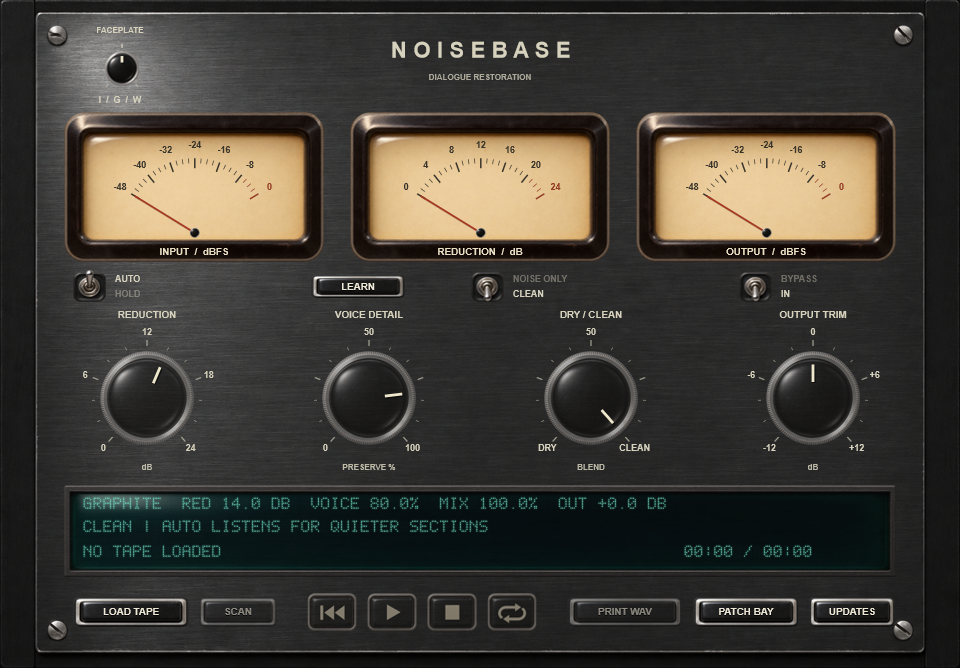 FACEPLATE
I / G / W
NOISEBASE
DIALOGUE RESTORATION
-48 -40 -32 -24 -16 -8 0
INPUT / dBFS
0 4 8 12 16 20 24
REDUCTION / dB
-48 -40 -32 -24 -16 -8 0
OUTPUT / dBFS
AUTO
HOLD
LEARN
NOISE ONLY
CLEAN
BYPASS
IN
REDUCTION
0 6 12 18 24
dB
VOICE DETAIL
0 50 100
PRESERVE %
DRY / CLEAN
50
DRY CLEAN
BLEND
OUTPUT TRIM
-12 -6 0 +6 +12
dB
GRAPHITE RED 14.0 DB VOICE 80.0% MIX 100.0% OUT +0.0 DB
CLEAN | AUTO LISTENS FOR QUIETER SECTIONS
NO TAPE LOADED 00:00 / 00:00
LOAD TAPE SCAN PRINT WAV PATCH BAY UPDATES